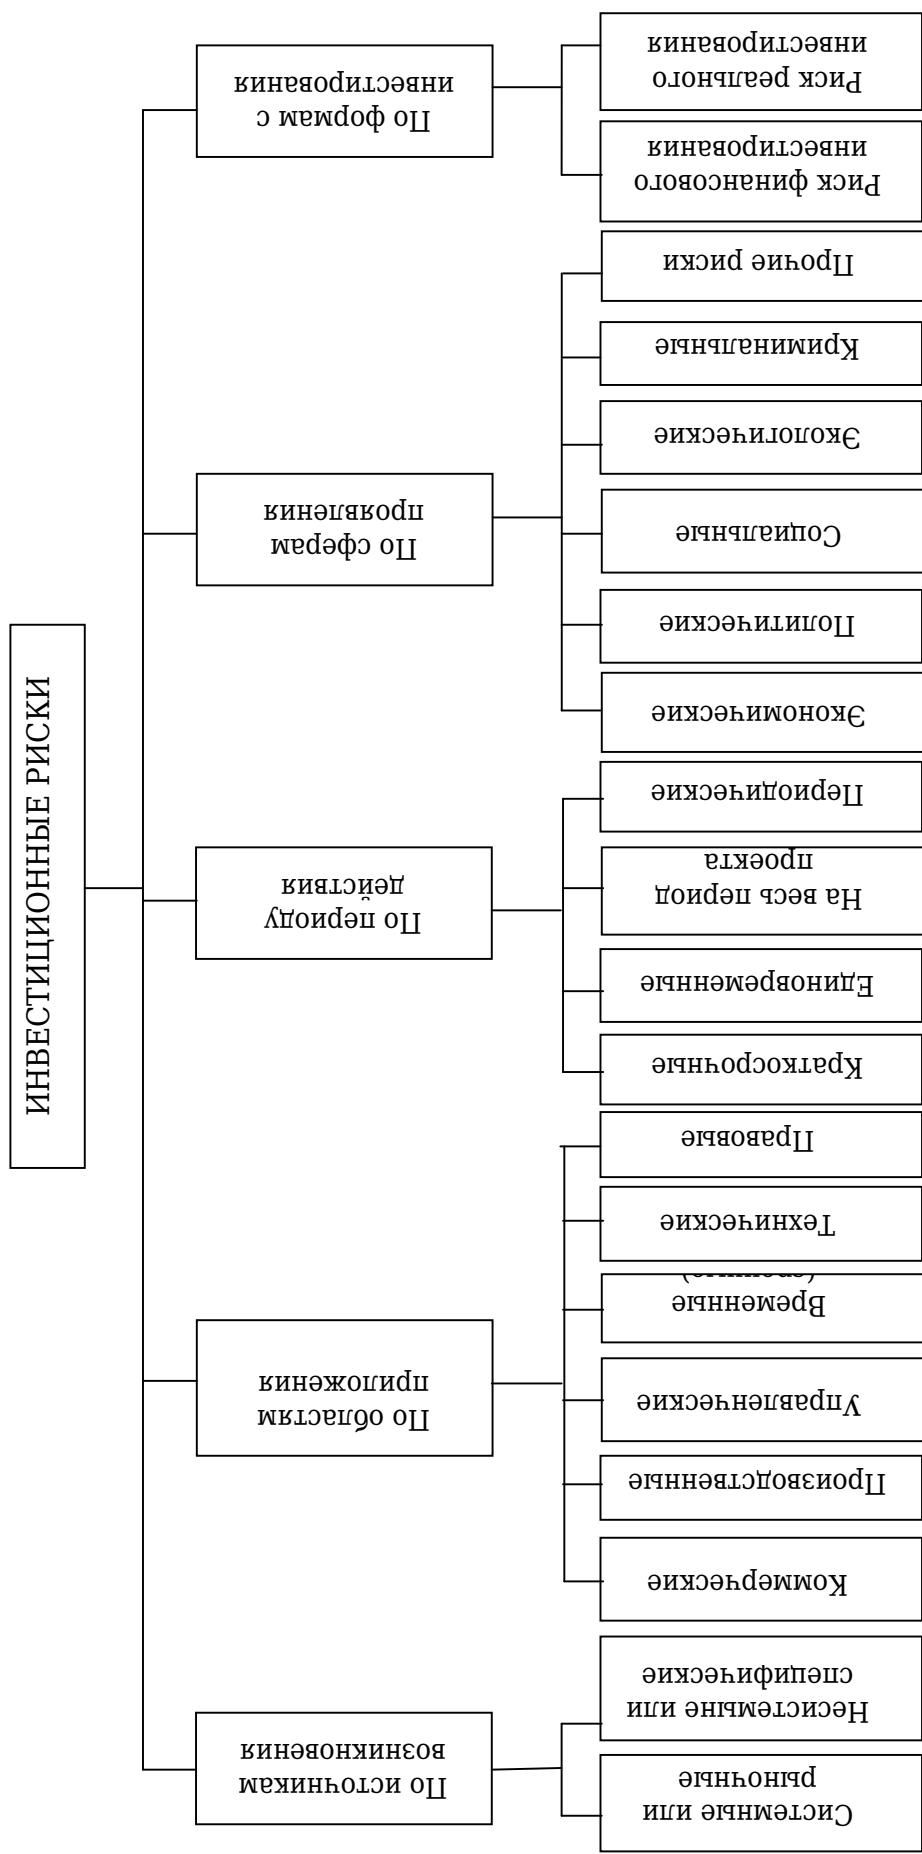 ИНВЕСТИЦИОННЫЕ РИСКИ
По источникам
возникновения
Системные или
рыночные
Несистемыне или
специфические
По областям
приложения
Коммерческие
Производственные
Управленческие
Временные
Технические
Правовые
По периоду
действия
Краткосрочные
Единовременные
На весь период
проекта
Периодические
По сферам
проявления
Экономические
Политические
Социальные
Экологические
Криминальные
Прочие риски
По формам с
инвестирования
Риск финансового
инвестирования
Риск реального
инвестирования